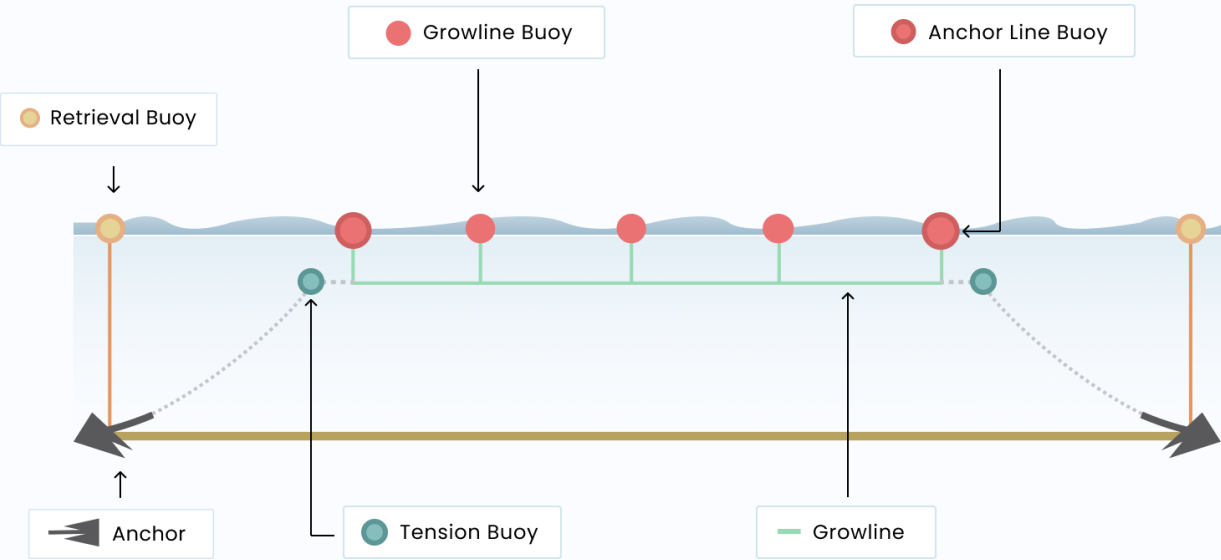 Growline Buoy
Anchor Line Buoy
Retrieval Buoy
Anchor
Tension Buoy
Growline